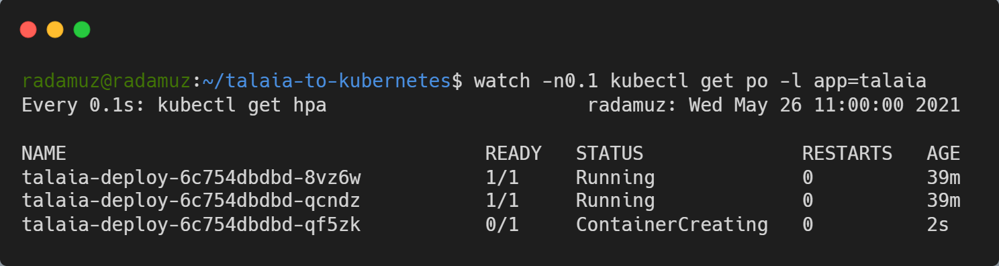 radamuz@radamuz:~/talaia-to-kubernetes$ watch -n0.1 kubectl get po -l app=talaia
Every 0.1s: kubectl get hpa radamuz: Wed May 26 11:00:00 2021
NAME READY STATUS RESTARTS AGE
talaia-deploy-6c754dbdbd-8vz6w 1/1 Running 0 39m
talaia-deploy-6c754dbdbd-qcndz 1/1 Running 0 39m
talaia-deploy-6c754dbdbd-qf5zk 0/1 ContainerCreating 0 2s